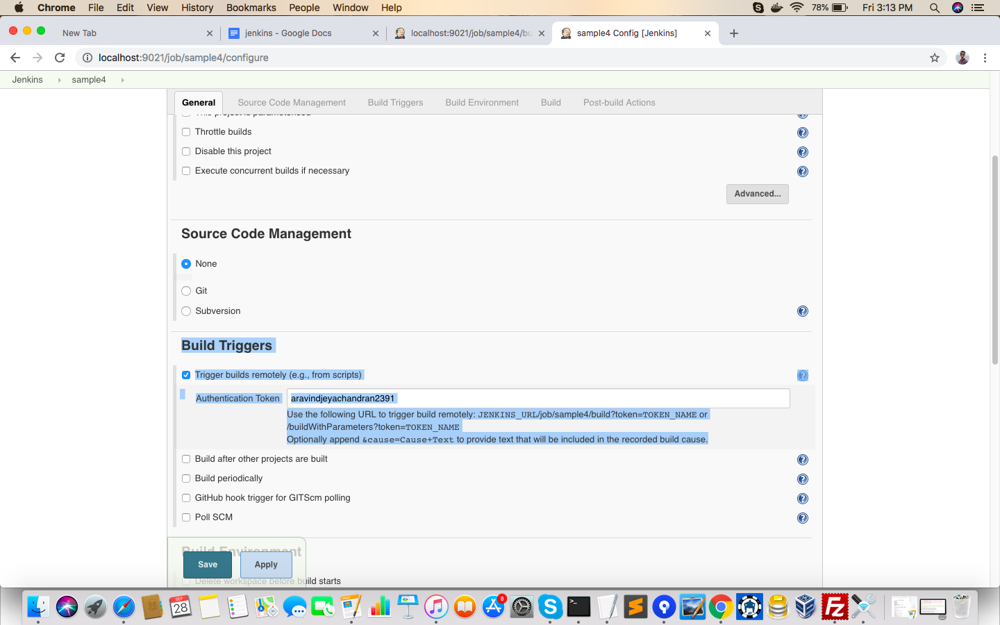 Chrome File Edit View History Bookmarks People Window Help 78% Fri 3:13 PM
New Tab jenkins - Google Docs localhost:9021/job/sample4/bu sample4 Config [Jenkins]
localhost:9021/job/sample4/configure
Jenkins sample4
General Source Code Management Build Triggers Build Environment Build Post-build Actions
This project is parameterised
Throttle builds
Disable this project
Execute concurrent builds if necessary
Advanced...
Source Code Management
None
Git
Subversion
Build Triggers
Trigger builds remotely (e.g., from scripts)
Authentication Token aravindjeyachandran2391
Use the following URL to trigger build remotely: JENKINS_URL/job/sample4/build?token=TOKEN_NAME or
/buildWithParameters?token=TOKEN_NAME
Optionally append &cause=Cause+Text to provide text that will be included in the recorded build cause.
Build after other projects are built
Build periodically
GitHub hook trigger for GITScm polling
Poll SCM
Build Environment
Save Apply
Delete workspace before build starts
SEP
28
8